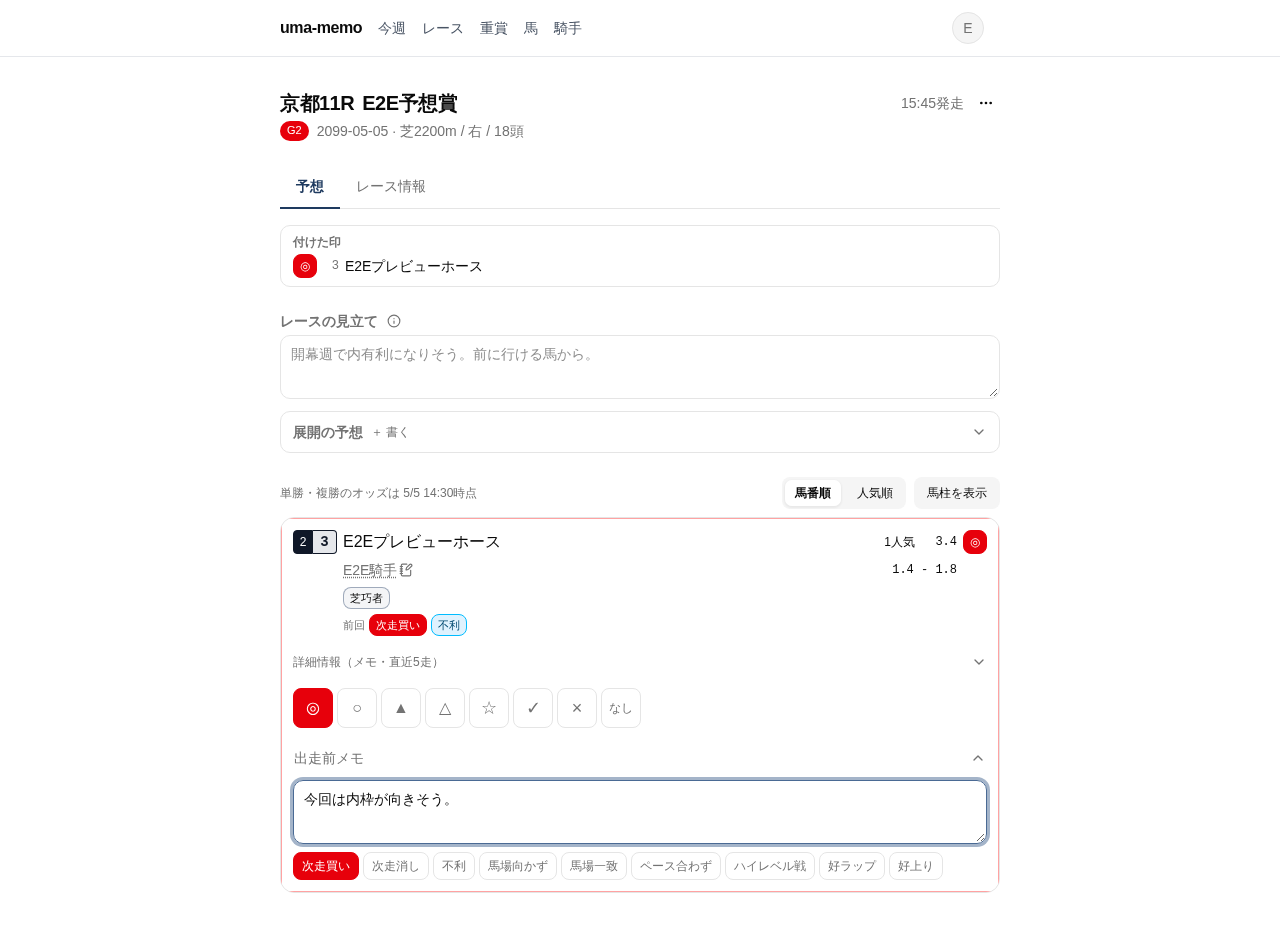 uma-memo 今週 レース 重賞 馬 騎手 E
京都11R E2E予想賞 15:45発走 …
G2 2099-05-05 · 芝2200m / 右 / 18頭
予想 レース情報
付けた印
◎ 3 E2Eプレビューホース
レースの見立て
開幕週で内有利になりそう。前に行ける馬から。
展開の予想 + 書く
単勝・複勝のオッズは 5/5 14:30時点 馬番順 人気順 馬柱を表示
2 3 E2Eプレビューホース 1人気 3.4 ◎
E2E騎手 1.4 - 1.8
芝巧者
前回 次走買い 不利
詳細情報（メモ・直近5走）
◎ ○ ▲ △ ☆ ✓ × なし
出走前メモ
今回は内枠が向きそう。
次走買い 次走消し 不利 馬場向かず 馬場一致 ペース合わず ハイレベル戦 好ラップ 好上り